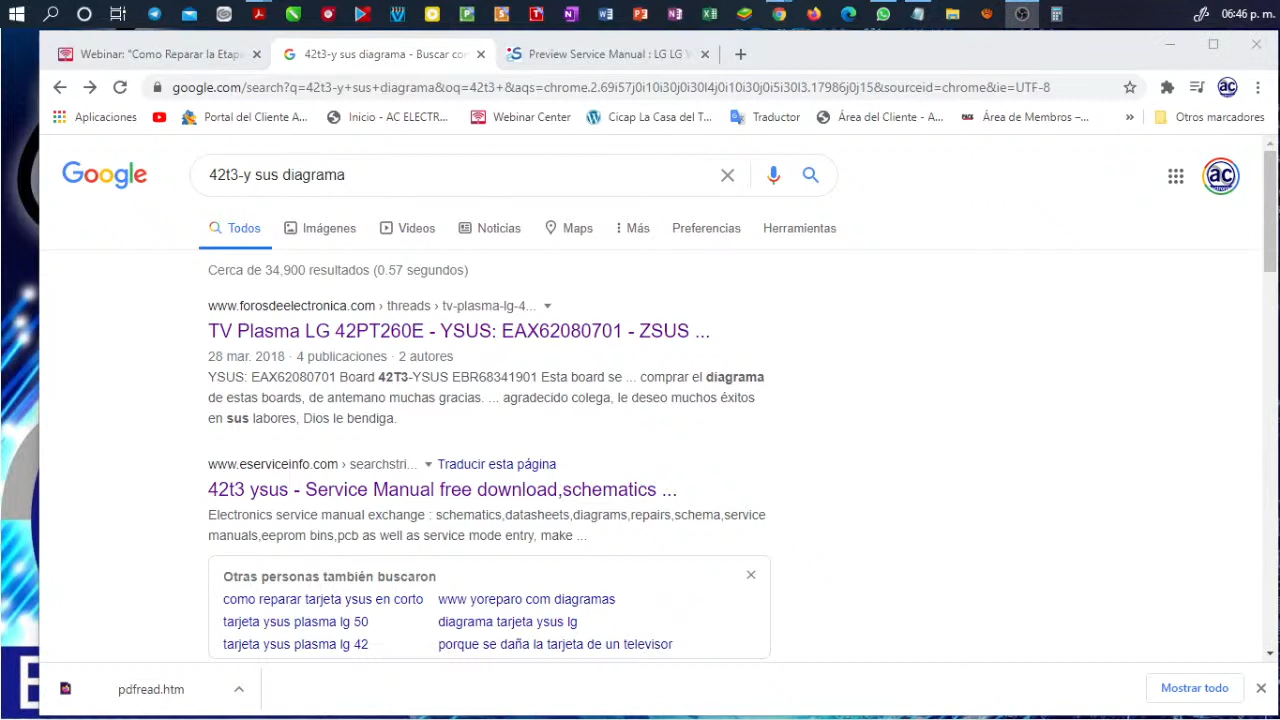 06:46 p. m.
Webinar: "Como Reparar la Etapa
42t3-y sus diagrama - Buscar con
Preview Service Manual : LG LG V
google.com/search?q=42t3-y+sus+diagrama&oq=42t3+&aqs=chrome.2.69i57j0i10i30j0i30l4j0i10i30j0i5i30l3.17986j0j15&sourceid=chrome&ie=UTF-8
Aplicaciones
Portal del Cliente A...
Inicio - AC ELECTR...
Webinar Center
Cicap La Casa del T...
Traductor
Área del Cliente - A...
Área de Miembros –...
»
Otros marcadores
Google
42t3-y sus diagrama
ac
Todos
Imágenes
Videos
Noticias
Maps
Más
Preferencias
Herramientas
Cerca de 34,900 resultados (0.57 segundos)
www.forosdeelectronica.com › threads › tv-plasma-lg-4...
TV Plasma LG 42PT260E - YSUS: EAX62080701 - ZSUS ...
28 mar. 2018 · 4 publicaciones · 2 autores
YSUS: EAX62080701 Board 42T3-YSUS EBR68341901 Esta board se ... comprar el diagrama
de estas boards, de antemano muchas gracias. ... agradecido colega, le deseo muchos éxitos
en sus labores, Dios le bendiga.
www.eserviceinfo.com › searchstri...
Traducir esta página
42t3 ysus - Service Manual free download,schematics ...
Electronics service manual exchange : schematics,datasheets,diagrams,repairs,schema,service
manuals,eeprom bins,pcb as well as service mode entry, make ...
Otras personas también buscaron
como reparar tarjeta ysus en corto
www yoreparo com diagramas
tarjeta ysus plasma lg 50
diagrama tarjeta ysus lg
tarjeta ysus plasma lg 42
porque se daña la tarjeta de un televisor
pdfread.htm
Mostrar todo